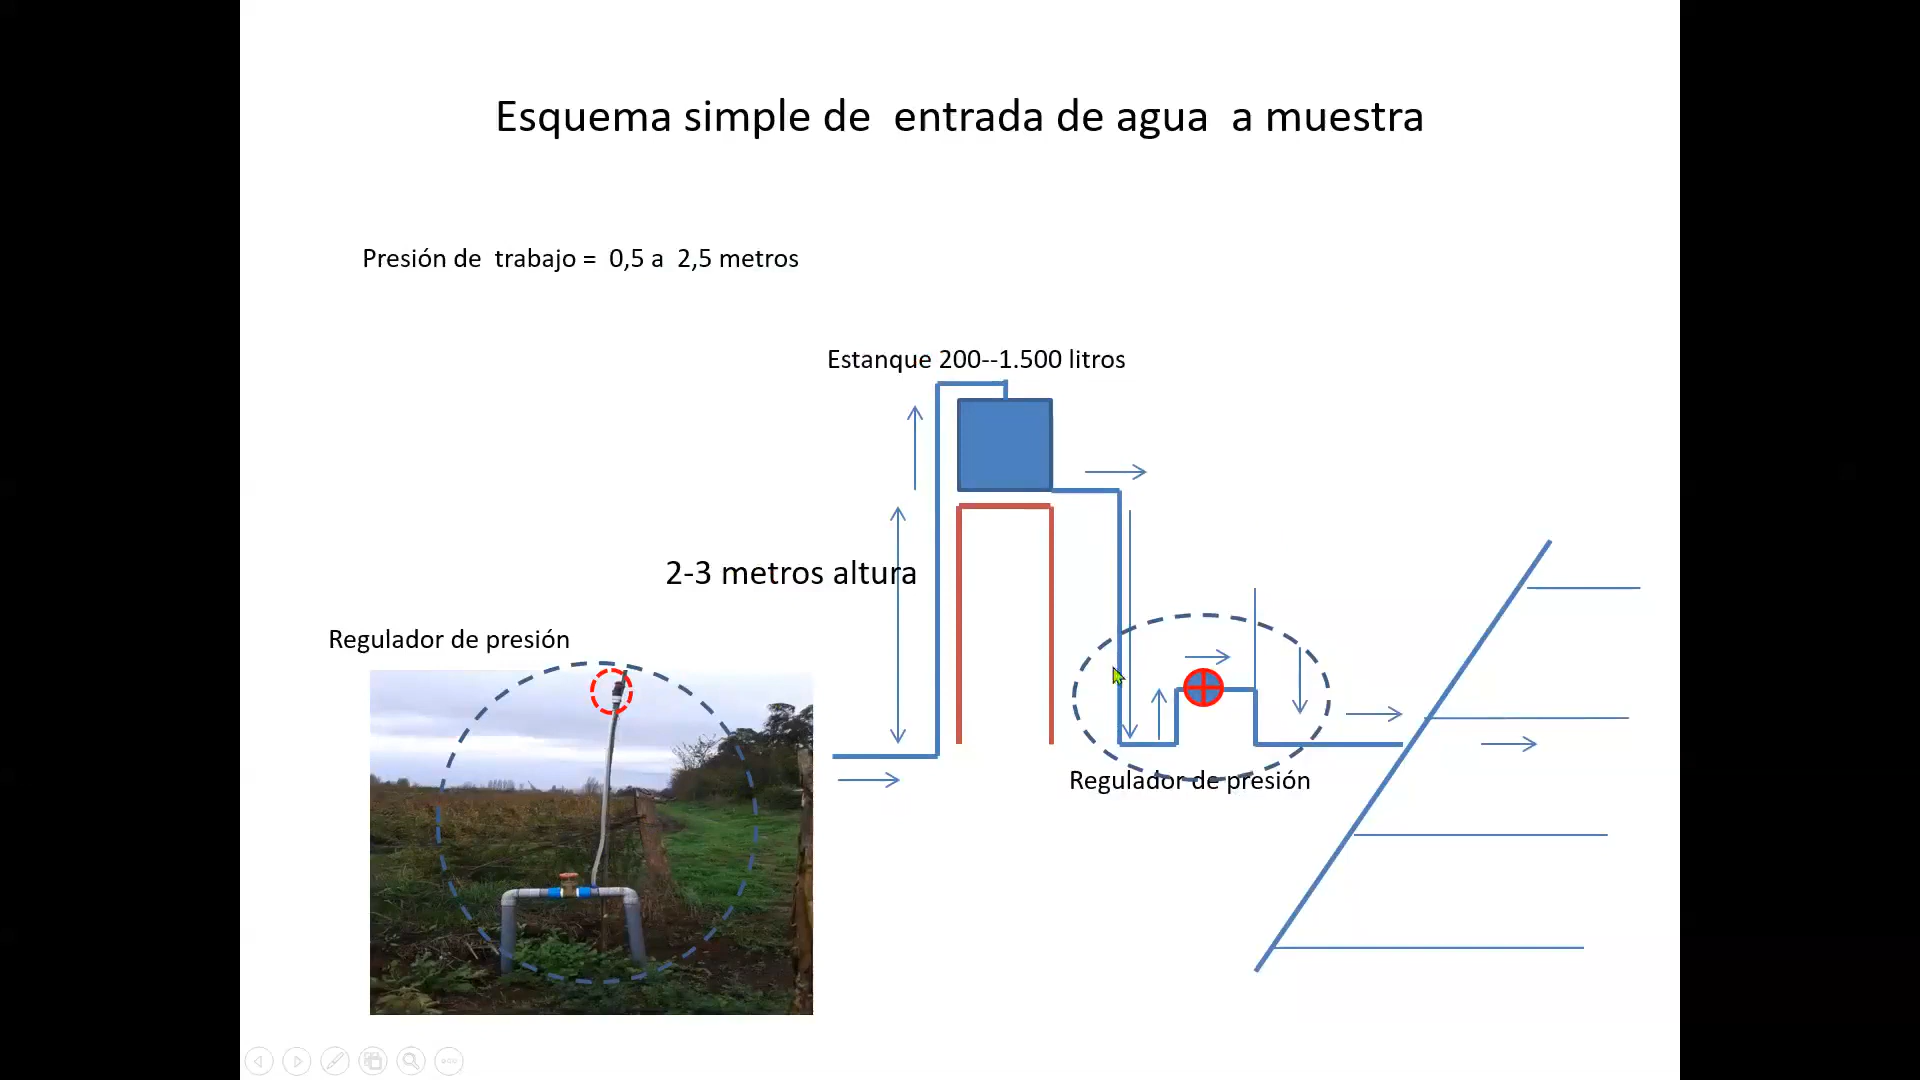 Esquema simple de  entrada de agua  a muestra
Presión de  trabajo =  0,5 a  2,5 metros
Estanque 200--1.500 litros
2-3 metros altura
Regulador de presión
Regulador de presión